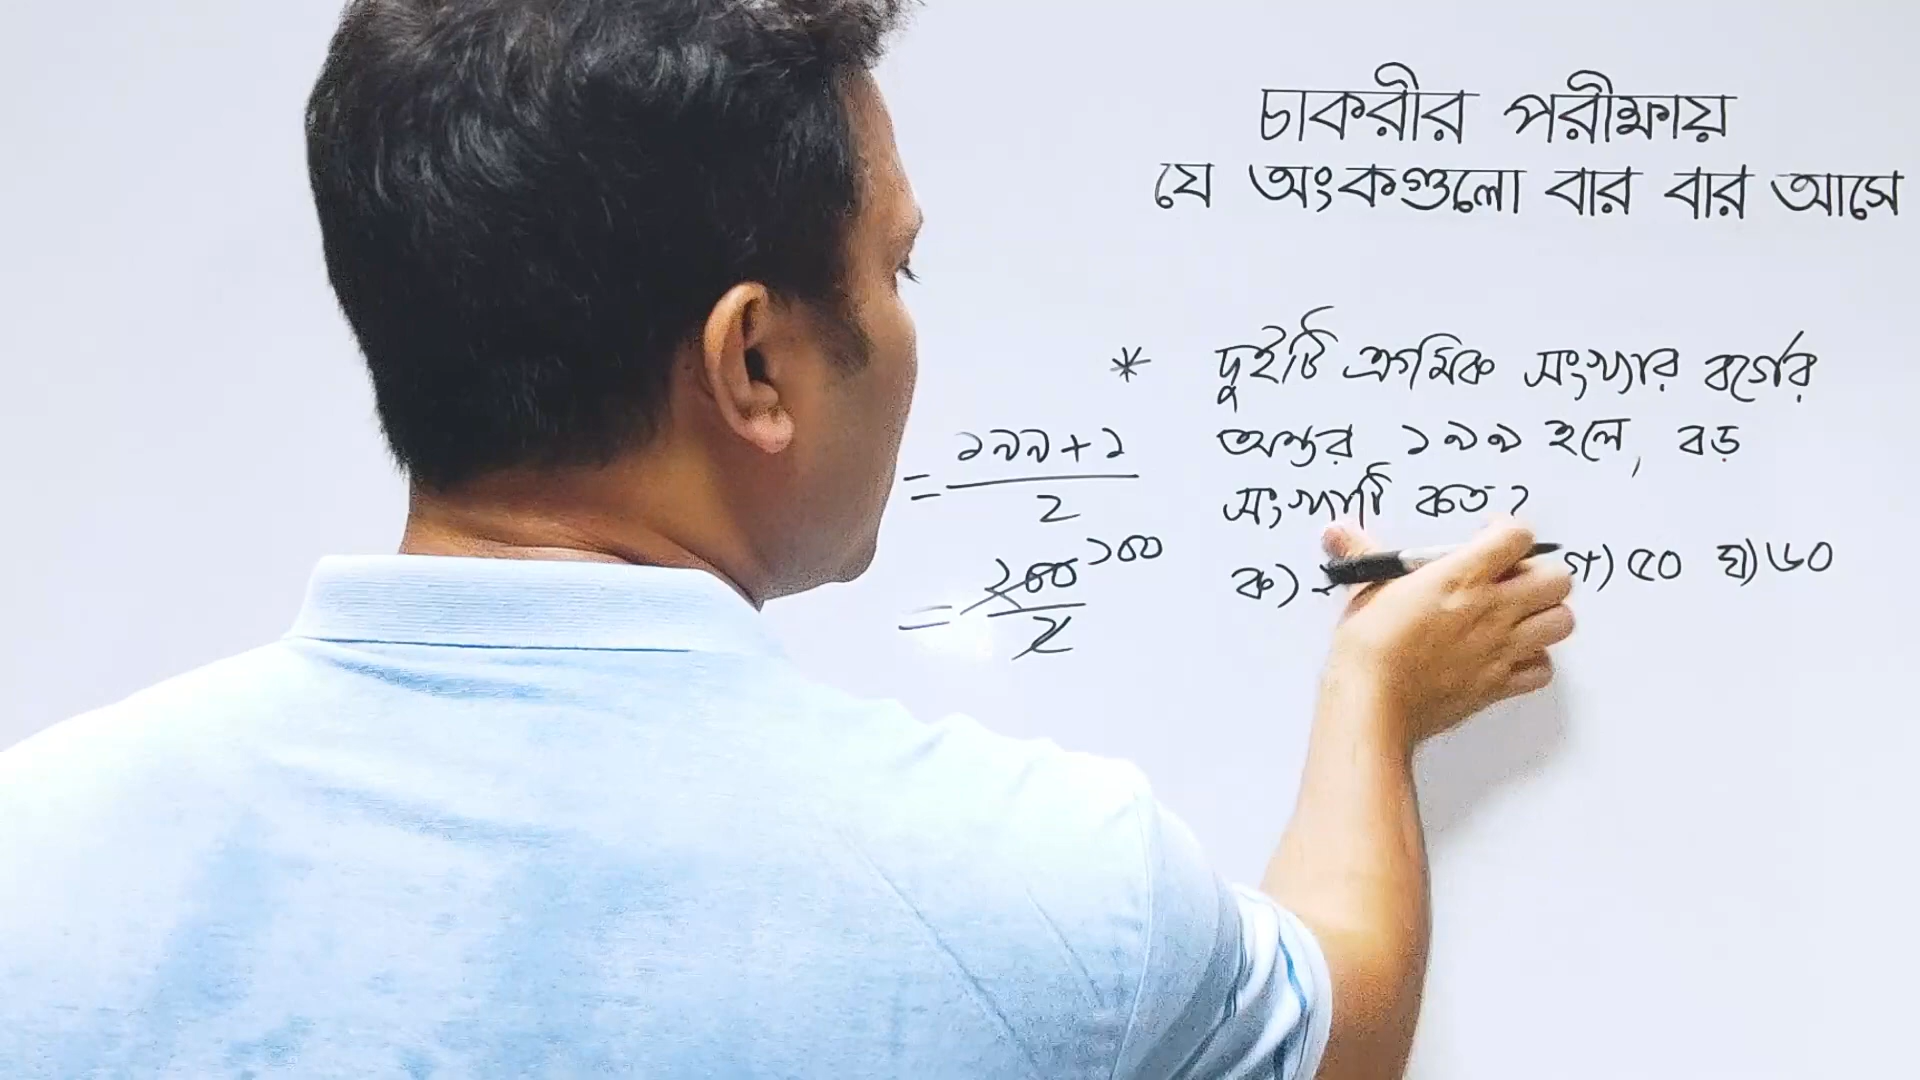 চাকরীর পরীক্ষায়
যে অংকগুলো বার বার আসে
* দুইটি ক্রমিক সংখ্যার বর্গের
অন্তর ১৯৯ হলে, বড়
সংখ্যাটি কত?
ক) গ) ৫০ ঘ) ৬০
= ১৯৯ + ১
২
= ২০০ ১০০
২